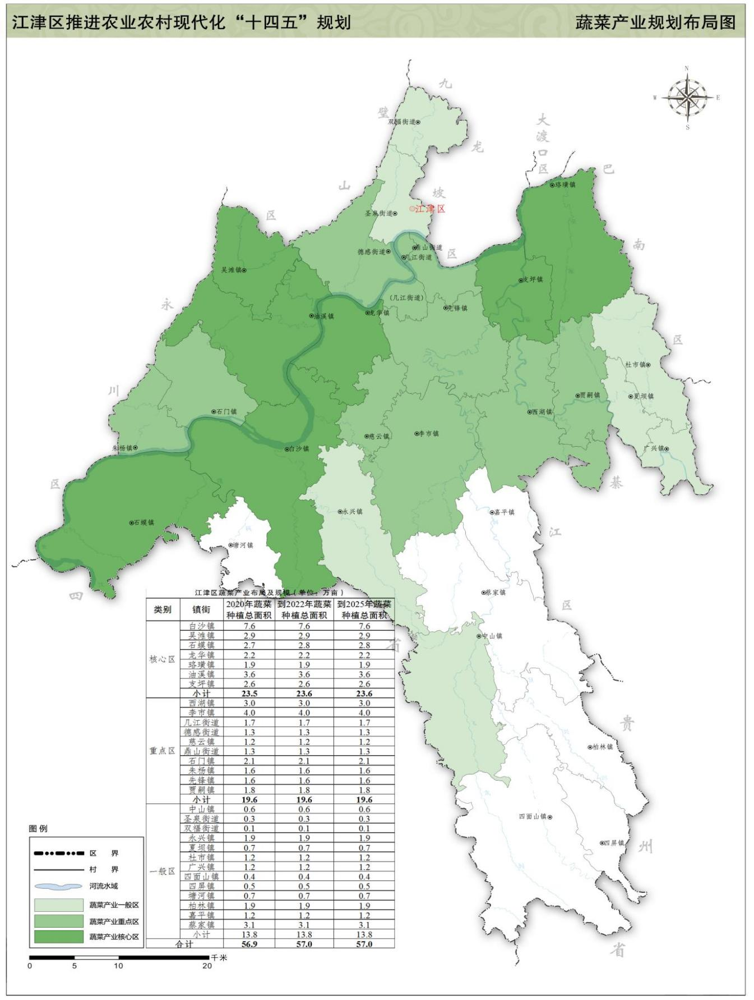 江津区推进农业农村现代化“十四五”规划
蔬菜产业规划布局图
N
W
E
S
九
龙
坡
区
璧
山
区
大
渡
口
区
巴
南
区
永
川
区
綦
江
区
四
川
省
贵
州
省
双福街道
圣泉街道
江津区
德感街道
鼎山街道
几江街道
(几江街道)
珞璜镇
支坪镇
吴滩镇
油溪镇
龙华镇
先锋镇
杜市镇
夏坝镇
贾嗣镇
西湖镇
广兴镇
石门镇
朱杨镇
白沙镇
慈云镇
李市镇
石蟆镇
塘河镇
永兴镇
嘉平镇
蔡家镇
中山镇
柏林镇
四面山镇
四屏镇
江津区蔬菜产业布局及规模（单位：万亩）
类别 镇街 2020年蔬菜种植总面积 到2022年蔬菜种植总面积 到2025年蔬菜种植总面积
核心区
白沙镇 7.6 7.6 7.6
吴滩镇 2.9 2.9 2.9
石蟆镇 2.7 2.8 2.8
龙华镇 2.2 2.2 2.2
珞璜镇 1.9 1.9 1.9
油溪镇 3.6 3.6 3.6
支坪镇 2.6 2.6 2.6
小计 23.5 23.6 23.6
重点区
西湖镇 3.0 3.0 3.0
李市镇 4.0 4.0 4.0
几江街道 1.7 1.7 1.7
德感街道 1.3 1.3 1.3
慈云镇 1.2 1.2 1.2
鼎山街道 1.3 1.3 1.3
石门镇 2.1 2.1 2.1
朱杨镇 1.6 1.6 1.6
先锋镇 1.6 1.6 1.6
贾嗣镇 1.8 1.8 1.8
小计 19.6 19.6 19.6
一般区
中山镇 0.6 0.6 0.6
圣泉街道 0.3 0.3 0.3
双福街道 0.1 0.1 0.1
永兴镇 1.9 1.9 1.9
夏坝镇 0.7 0.7 0.7
杜市镇 1.2 1.2 1.2
广兴镇 1.2 1.2 1.2
四面山镇 0.4 0.4 0.4
四屏镇 0.5 0.5 0.5
塘河镇 0.7 0.7 0.7
柏林镇 1.9 1.9 1.9
嘉平镇 1.2 1.2 1.2
蔡家镇 3.1 3.1 3.1
小计 13.8 13.8 13.8
合计 56.9 57.0 57.0
图例
区 界
村 界
河流水域
蔬菜产业一般区
蔬菜产业重点区
蔬菜产业核心区
千米
0 5 10 20